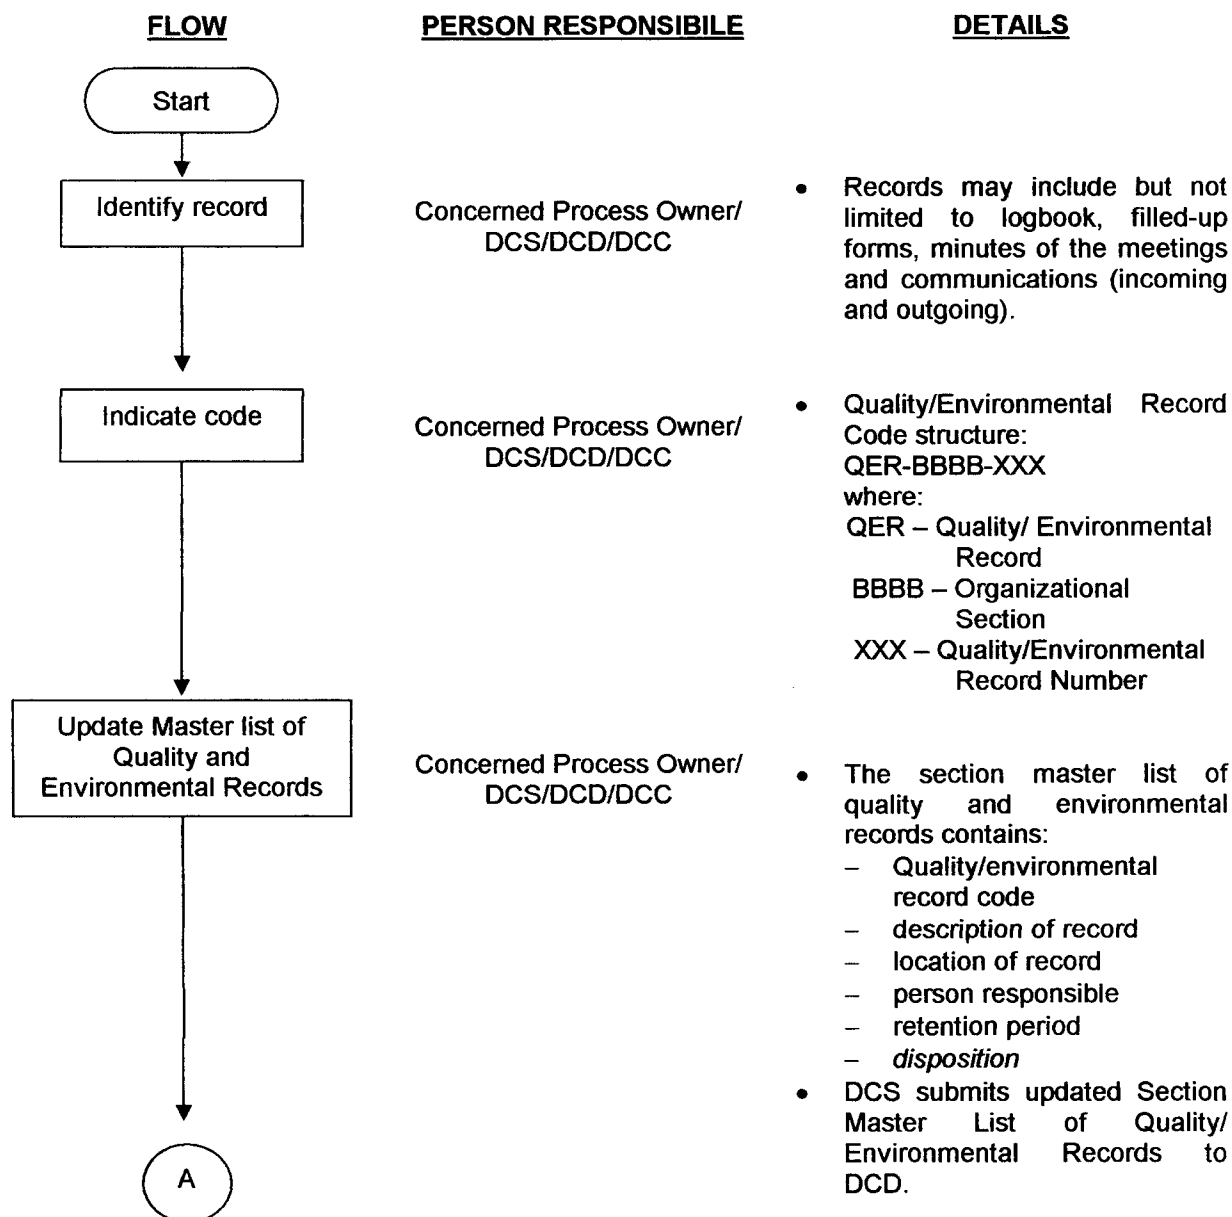 FLOW
PERSON RESPONSIBILE
DETAILS
Start
Identify record
Concerned Process Owner/
DCS/DCD/DCC
• Records may include but not
limited to logbook, filled-up
forms, minutes of the meetings
and communications (incoming
and outgoing).
Indicate code
Concerned Process Owner/
DCS/DCD/DCC
• Quality/Environmental Record
Code structure:
QER-BBBB-XXX
where:
QER – Quality/ Environmental
Record
BBBB – Organizational
Section
XXX – Quality/Environmental
Record Number
Update Master list of
Quality and
Environmental Records
Concerned Process Owner/
DCS/DCD/DCC
• The section master list of
quality and environmental
records contains:
– Quality/environmental
record code
– description of record
– location of record
– person responsible
– retention period
– disposition
• DCS submits updated Section
Master List of Quality/
Environmental Records to
DCD.
A